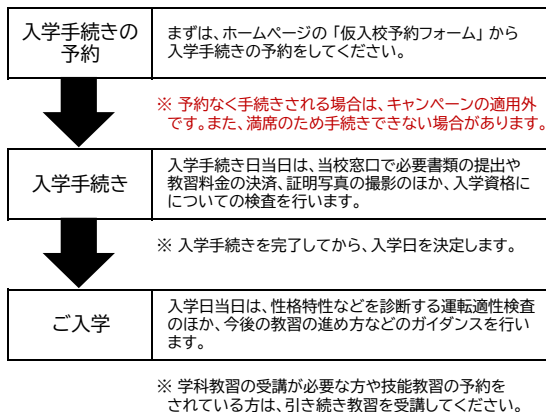 入学手続きの
予約
まずは、ホームページの「仮入校予約フォーム」から
入学手続きの予約をしてください。
※ 予約なく手続きされる場合は、キャンペーンの適用外
です。また、満席のため手続きできない場合があります。
入学手続き
入学手続き日当日は、当校窓口で必要書類の提出や
教習料金の決済、証明写真の撮影のほか、入学資格に
についての検査を行います。
※ 入学手続きを完了してから、入学日を決定します。
ご入学
入学日当日は、性格特性などを診断する運転適性検査
のほか、今後の教習の進め方などのガイダンスを行い
ます。
※ 学科教習の受講が必要な方や技能教習の予約を
されている方は、引き続き教習を受講してください。